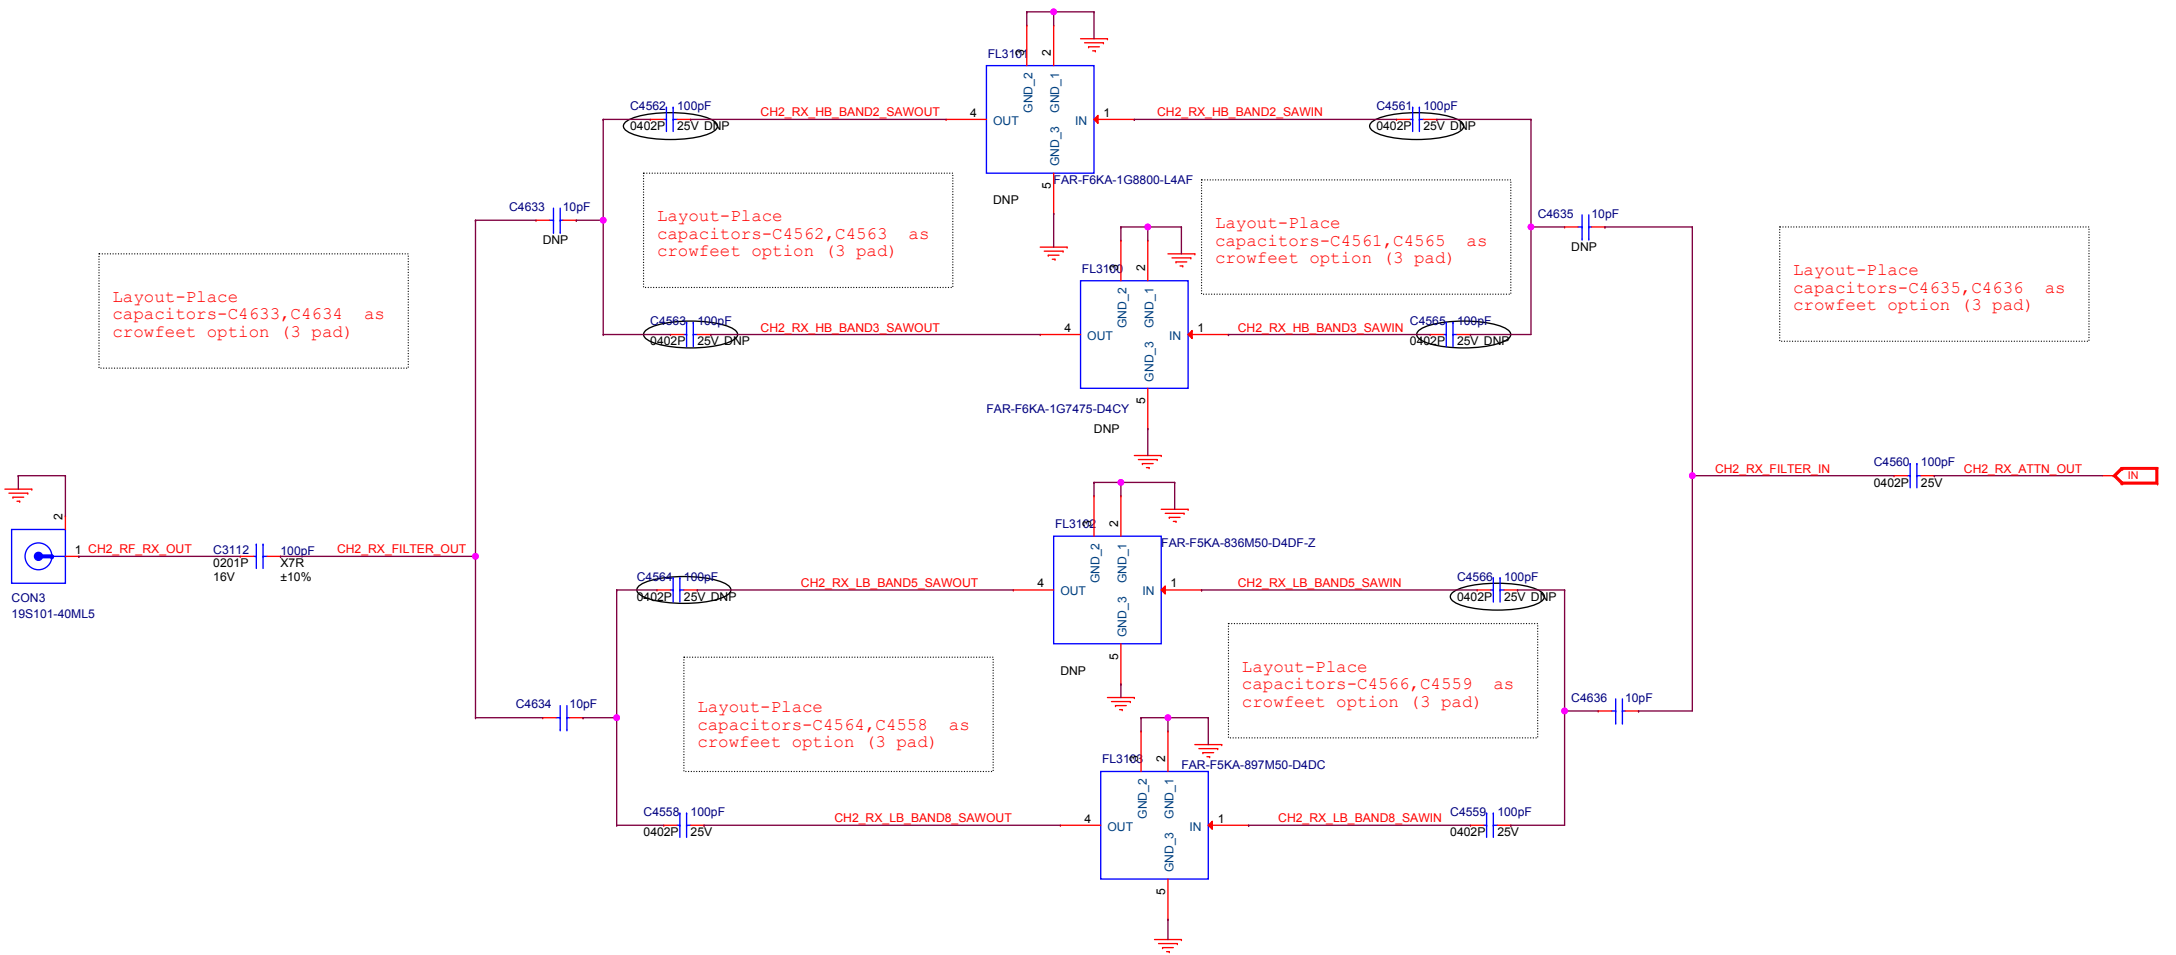 FL3101
3
2
GND_2
GND_1
GND_3
OUT
IN
4
1
5
FAR-F6KA-1G8800-L4AF
DNP
C4562 100pF
0402P 25V DNP
CH2_RX_HB_BAND2_SAWOUT
CH2_RX_HB_BAND2_SAWIN
C4561 100pF
0402P 25V DNP
C4633 10pF
DNP
Layout-Place
capacitors-C4562,C4563 as
crowfeet option (3 pad)
Layout-Place
capacitors-C4561,C4565 as
crowfeet option (3 pad)
C4635 10pF
DNP
Layout-Place
capacitors-C4633,C4634 as
crowfeet option (3 pad)
Layout-Place
capacitors-C4635,C4636 as
crowfeet option (3 pad)
FL3100
3
2
GND_2
GND_1
GND_3
OUT
IN
4
1
5
FAR-F6KA-1G7475-D4CY
DNP
C4563 100pF
0402P 25V DNP
CH2_RX_HB_BAND3_SAWOUT
CH2_RX_HB_BAND3_SAWIN
C4565 100pF
0402P 25V DNP
CH2_RX_FILTER_IN
C4560 100pF
0402P 25V
CH2_RX_ATTN_OUT
IN
2
1
CH2_RF_RX_OUT
C3112 100pF
0201P X7R
16V ±10%
CH2_RX_FILTER_OUT
CON3
19S101-40ML5
FL3102
3
2
GND_2
GND_1
GND_3
OUT
IN
4
1
5
FAR-F5KA-836M50-D4DF-Z
DNP
C4564 100pF
0402P 25V DNP
CH2_RX_LB_BAND5_SAWOUT
CH2_RX_LB_BAND5_SAWIN
C4566 100pF
0402P 25V DNP
C4634 10pF
Layout-Place
capacitors-C4564,C4558 as
crowfeet option (3 pad)
Layout-Place
capacitors-C4566,C4559 as
crowfeet option (3 pad)
C4636 10pF
FL3103
3
2
GND_2
GND_1
GND_3
OUT
IN
4
1
5
FAR-F5KA-897M50-D4DC
C4558 100pF
0402P 25V
CH2_RX_LB_BAND8_SAWOUT
CH2_RX_LB_BAND8_SAWIN
C4559 100pF
0402P 25V